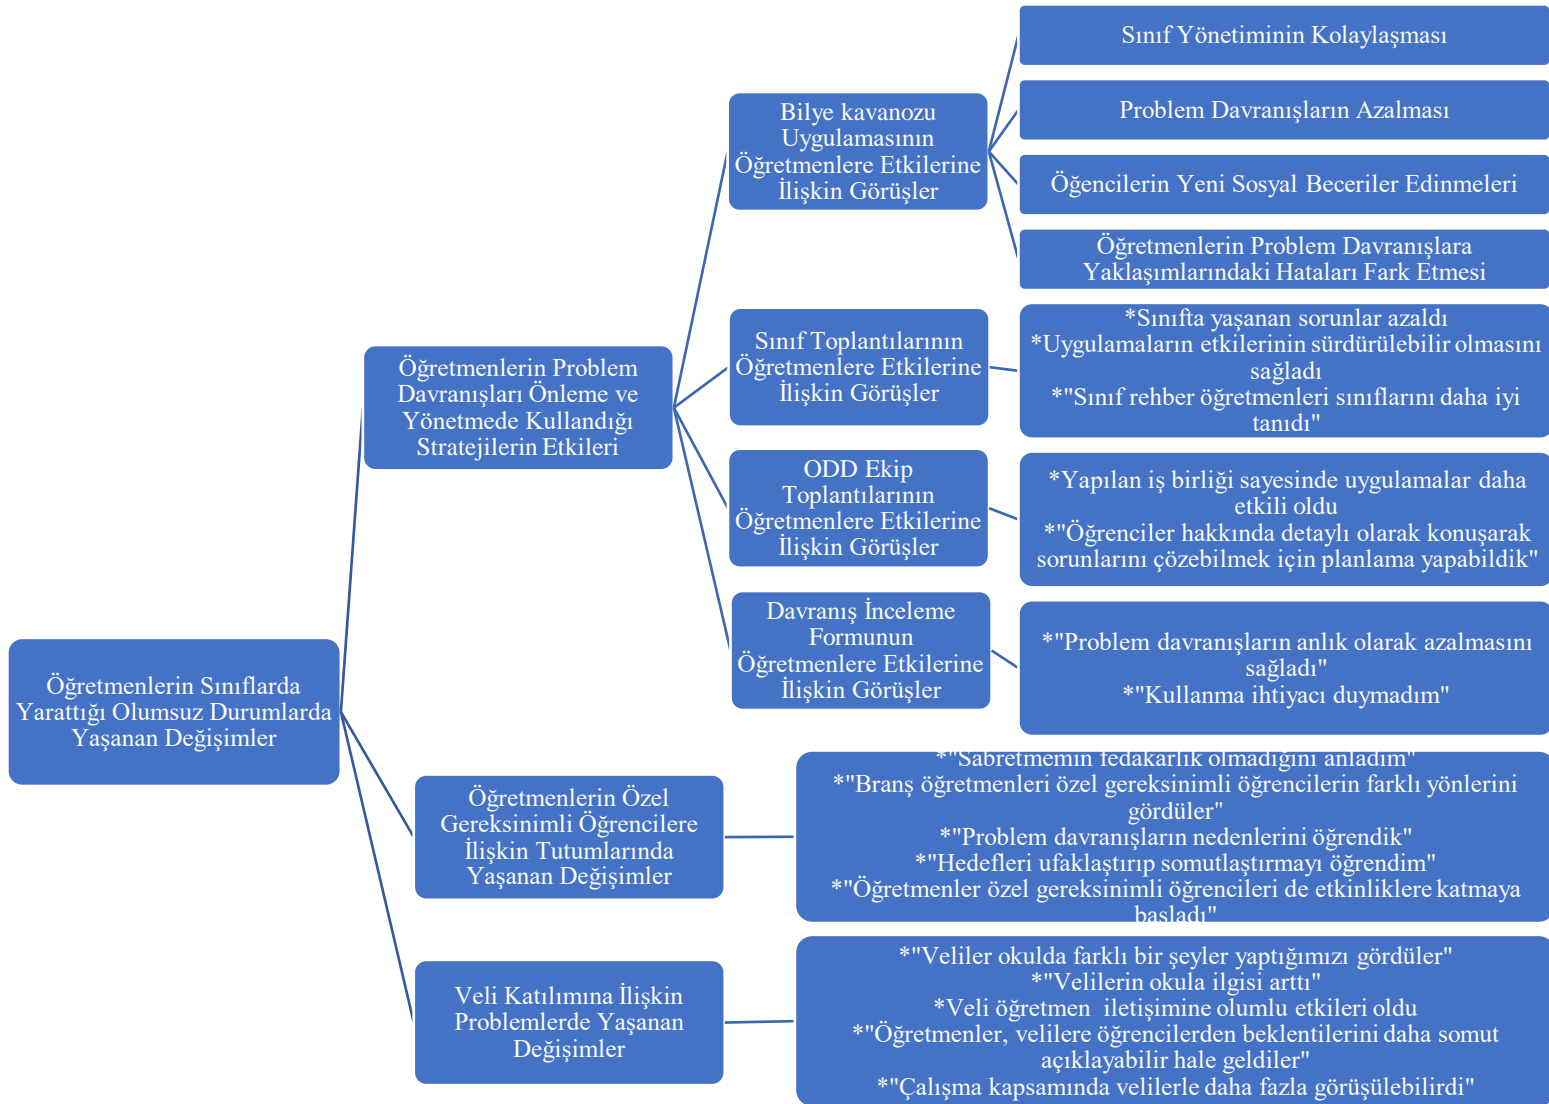 Öğretmenlerin Sınıflarda
Yarattığı Olumsuz Durumlarda
Yaşanan Değişimler
Öğretmenlerin Problem
Davranışları Önleme ve
Yönetmede Kullandığı
Stratejilerin Etkileri
Bilye kavanozu
Uygulamasının
Öğretmenlere Etkilerine
İlişkin Görüşler
Sınıf Yönetiminin Kolaylaşması
Problem Davranışların Azalması
Öğencilerin Yeni Sosyal Beceriler Edinmeleri
Öğretmenlerin Problem Davranışlara
Yaklaşımlarındaki Hataları Fark Etmesi
Sınıf Toplantılarının
Öğretmenlere Etkilerine
İlişkin Görüşler
*Sınıfta yaşanan sorunlar azaldı
*Uygulamaların etkilerinin sürdürülebilir olmasını
sağladı
*"Sınıf rehber öğretmenleri sınıflarını daha iyi
tanıdı"
ODD Ekip
Toplantılarının
Öğretmenlere Etkilerine
İlişkin Görüşler
*Yapılan iş birliği sayesinde uygulamalar daha
etkili oldu
*"Öğrenciler hakkında detaylı olarak konuşarak
sorunlarını çözebilmek için planlama yapabildik"
Davranış İnceleme
Formunun
Öğretmenlere Etkilerine
İlişkin Görüşler
*"Problem davranışların anlık olarak azalmasını
sağladı"
*"Kullanma ihtiyacı duymadım"
Öğretmenlerin Özel
Gereksinimli Öğrencilere
İlişkin Tutumlarında
Yaşanan Değişimler
*"Sabretmemin fedakarlık olmadığını anladım"
*"Branş öğretmenleri özel gereksinimli öğrencilerin farklı yönlerini
gördüler"
*"Problem davranışların nedenlerini öğrendik"
*"Hedefleri ufaklaştırıp somutlaştırmayı öğrendim"
*"Öğretmenler özel gereksinimli öğrencileri de etkinliklere katmaya
başladı"
Veli Katılımına İlişkin
Problemlerde Yaşanan
Değişimler
*"Veliler okulda farklı bir şeyler yaptığımızı gördüler"
*"Velilerin okula ilgisi arttı"
*Veli öğretmen iletişimine olumlu etkileri oldu
*"Öğretmenler, velilere öğrencilerden beklentilerini daha somut
açıklayabilir hale geldiler"
*"Çalışma kapsamında velilerle daha fazla görüşülebilirdi"